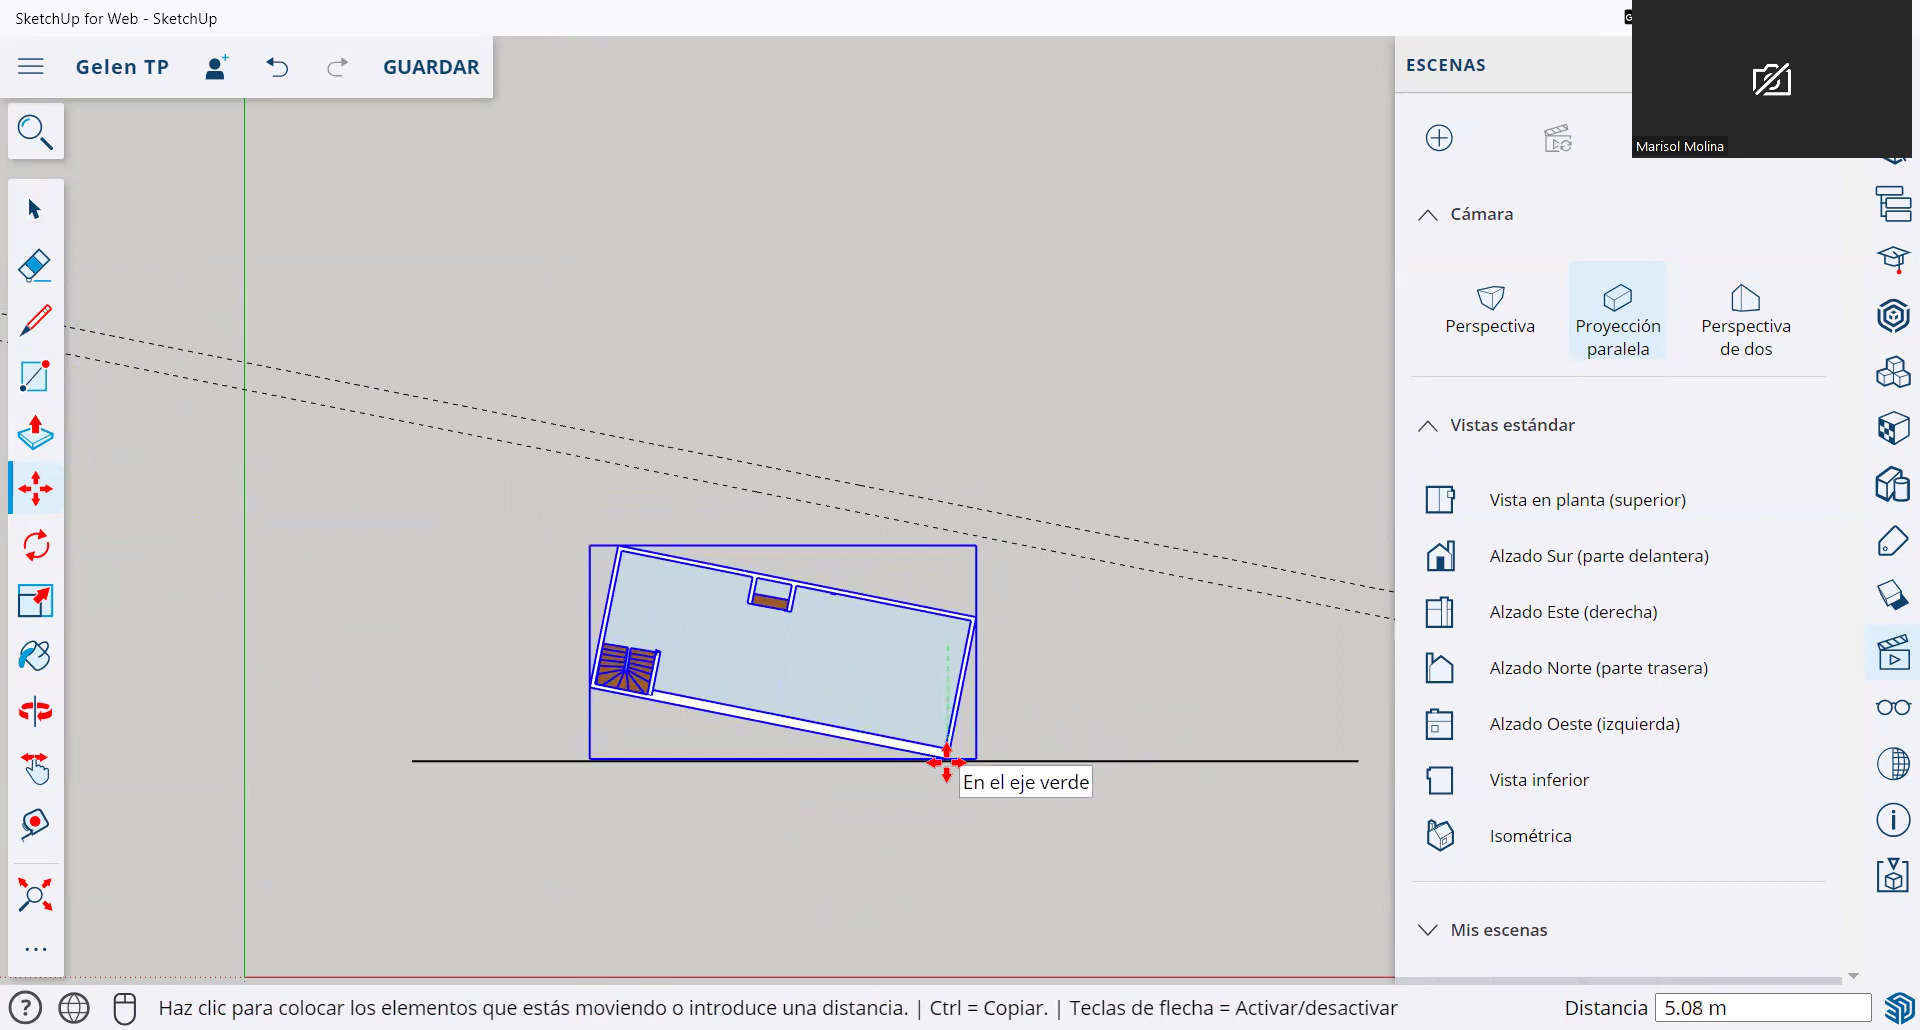 SketchUp for Web - SketchUp
Gelen TP
GUARDAR
ESCENAS
Marisol Molina
Cámara
Perspectiva
Proyección
paralela
Perspectiva
de dos
Vistas estándar
Vista en planta (superior)
Alzado Sur (parte delantera)
Alzado Este (derecha)
Alzado Norte (parte trasera)
Alzado Oeste (izquierda)
Vista inferior
Isométrica
Mis escenas
En el eje verde
Haz clic para colocar los elementos que estás moviendo o introduce una distancia. | Ctrl = Copiar. | Teclas de flecha = Activar/desactivar
Distancia 5.08 m